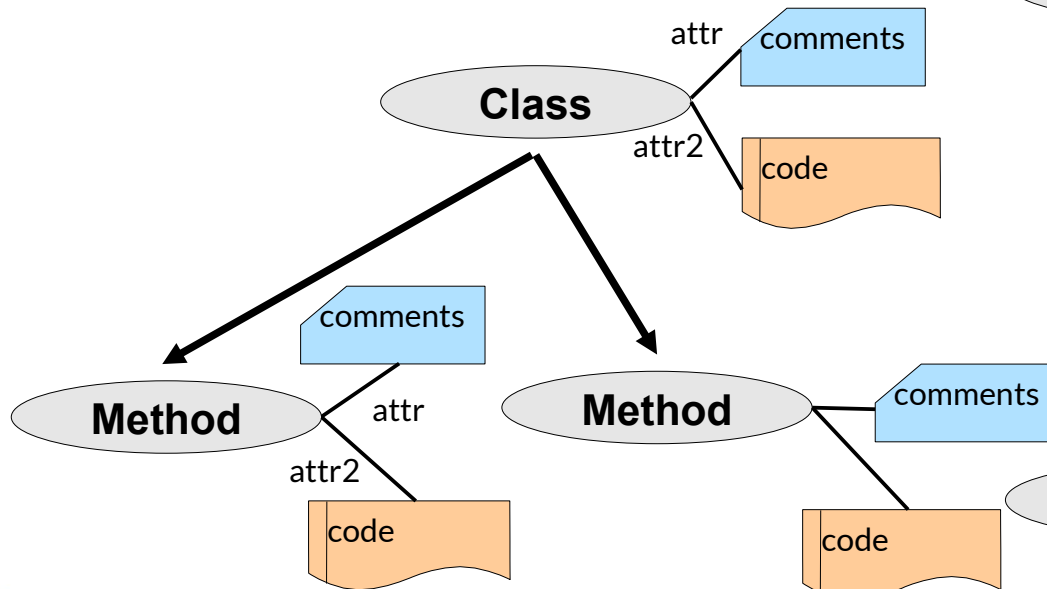 attr
comments
Class
attr2
code
comments
Method
attr
attr2
code
Method
comments
code